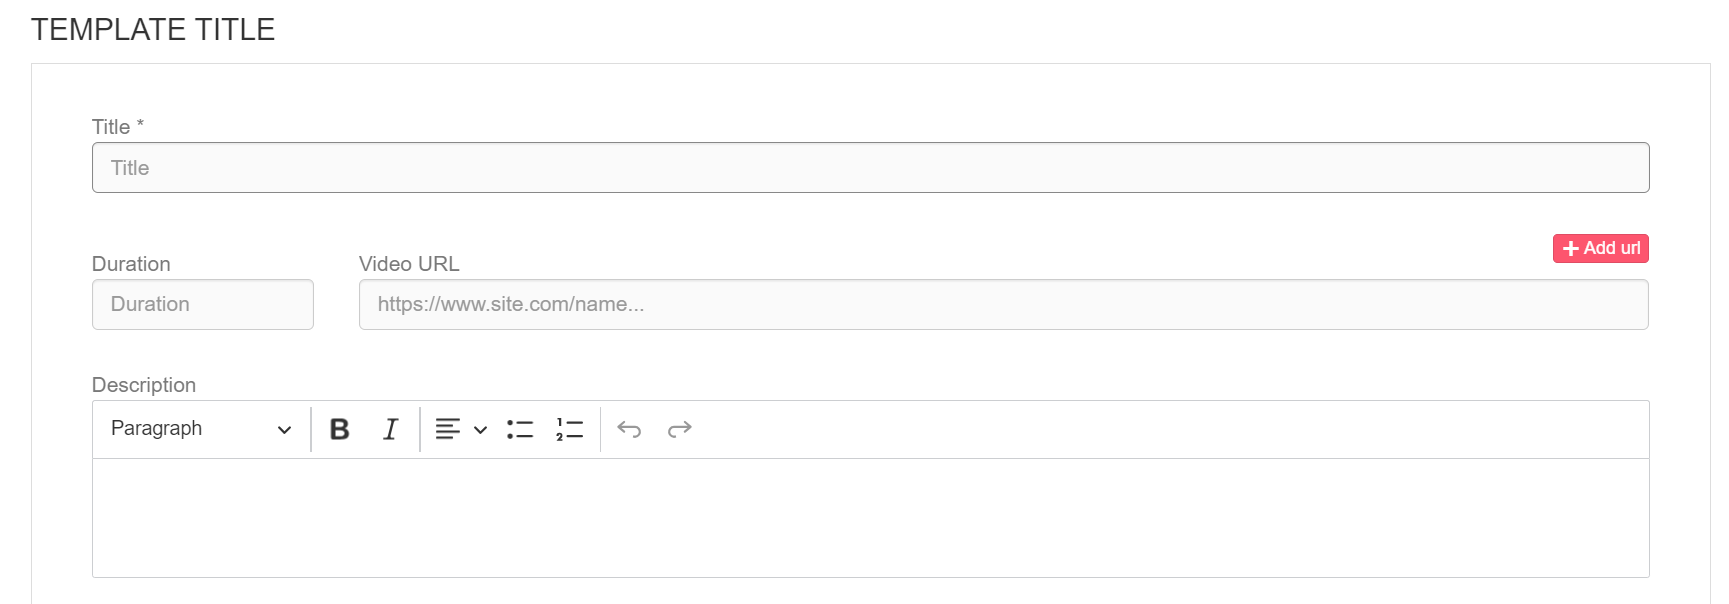 TEMPLATE TITLE
Title *
Title
Add url
Duration
Video URL
Duration
https://www.site.com/name...
Description
Paragraph B I